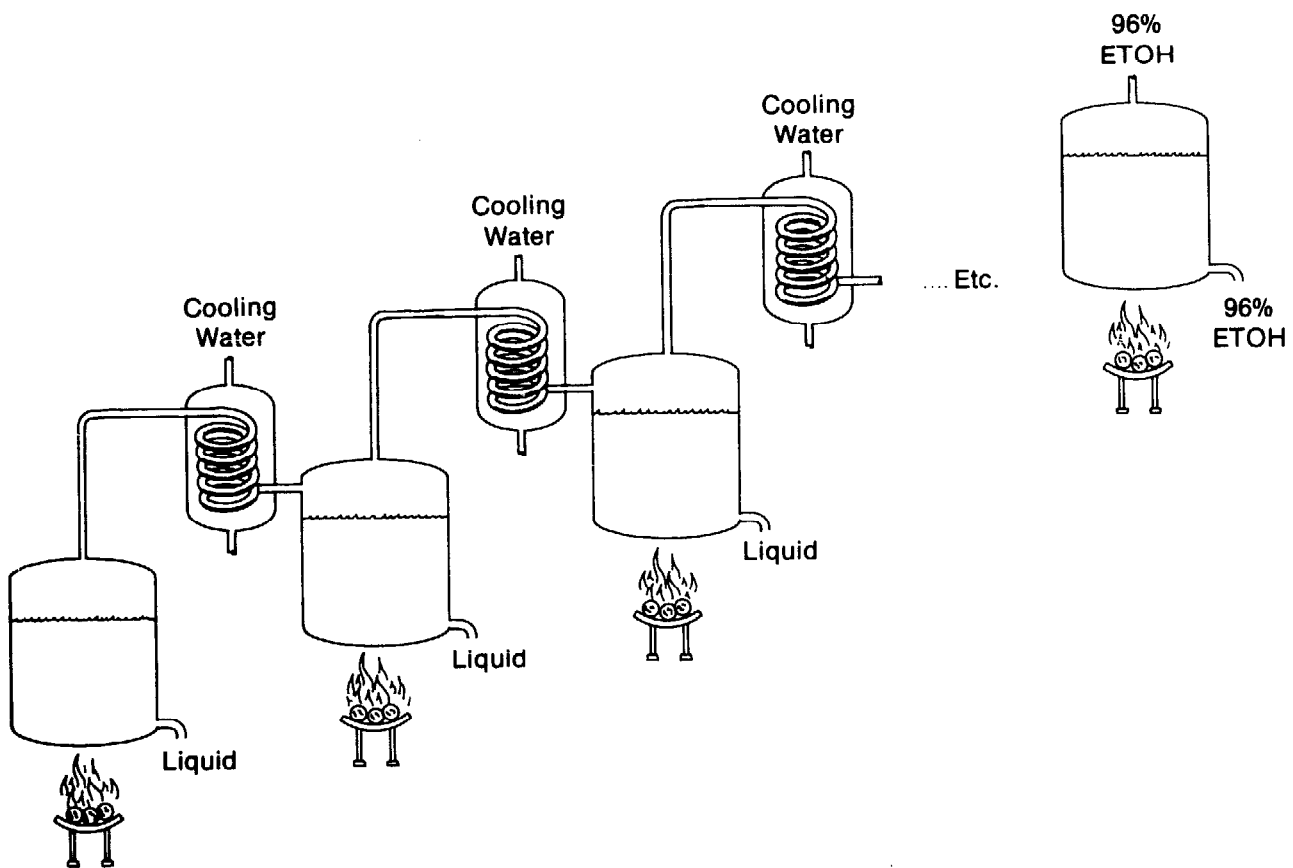 96%
ETOH
Cooling
Water
Cooling
Water
.... Etc.
Cooling
Water
96%
ETOH
Liquid
Liquid
Liquid